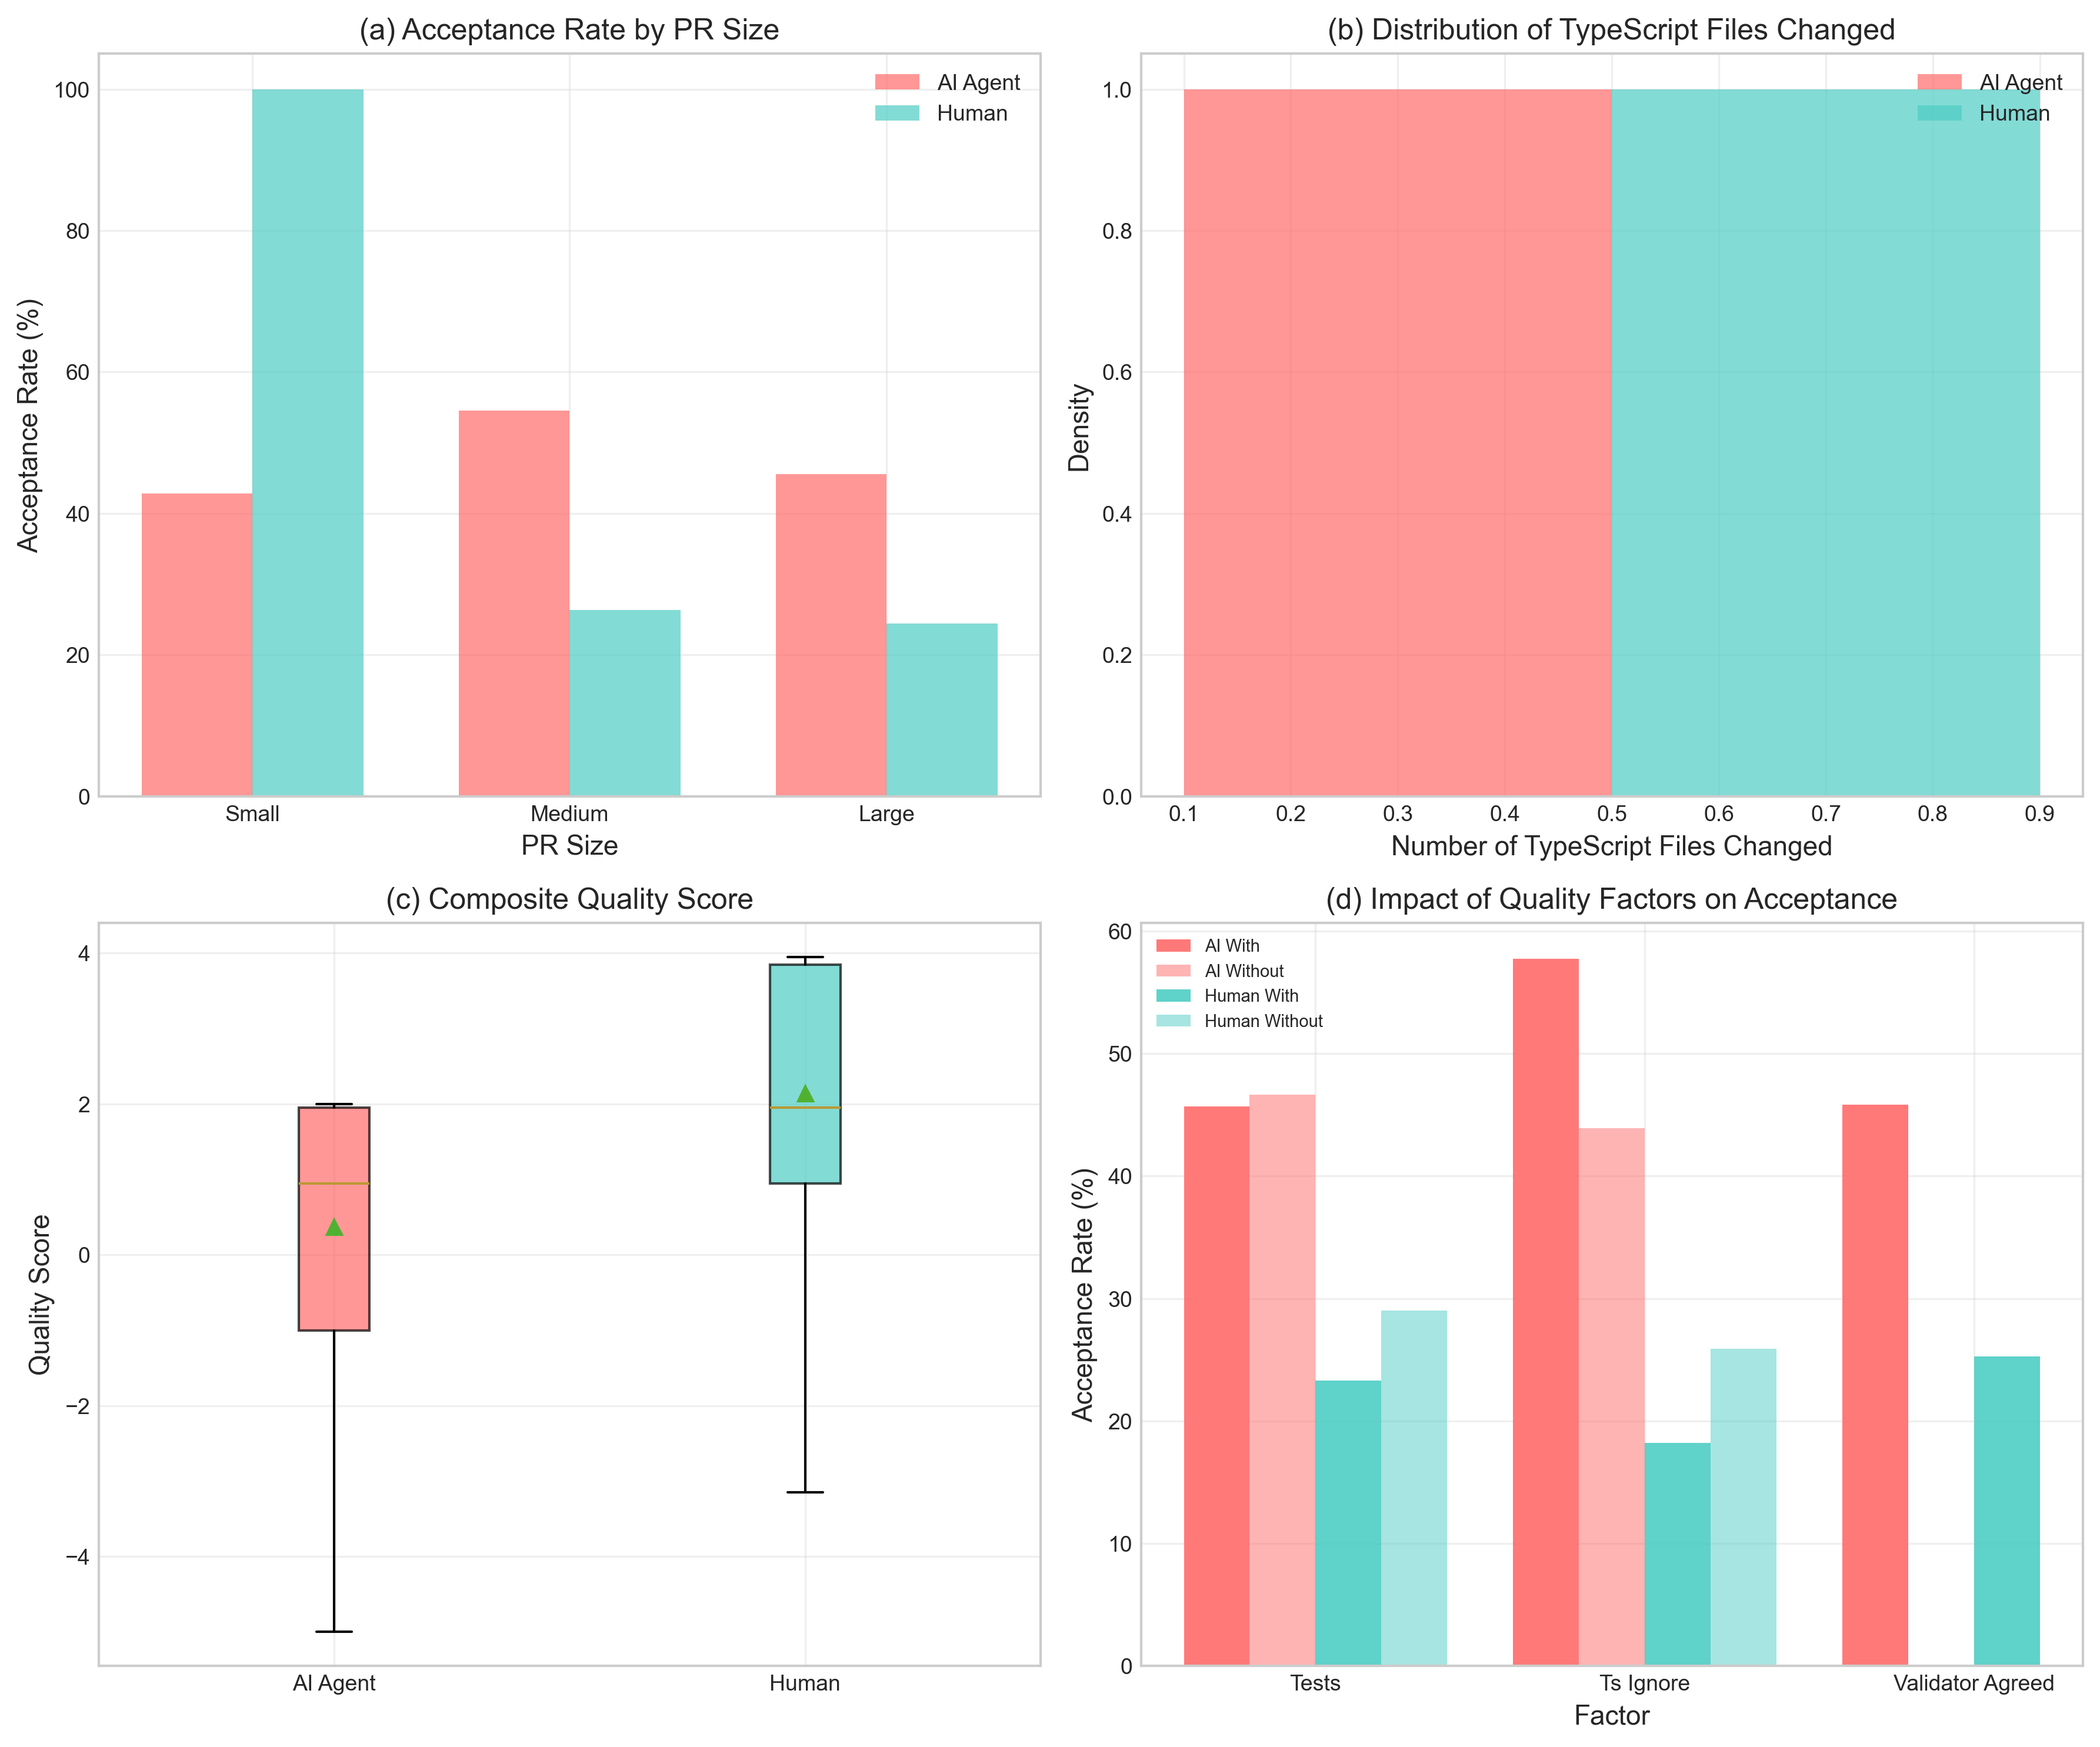 (a) Acceptance Rate by PR Size
Acceptance Rate (%)
100
80
60
40
20
0
AI Agent
Human
Small Medium Large
PR Size
(b) Distribution of TypeScript Files Changed
Density
1.0
0.8
0.6
0.4
0.2
0.0
AI Agent
Human
0.1 0.2 0.3 0.4 0.5 0.6 0.7 0.8 0.9
Number of TypeScript Files Changed
(c) Composite Quality Score
Quality Score
4
2
0
−2
−4
AI Agent Human
(d) Impact of Quality Factors on Acceptance
Acceptance Rate (%)
60
50
40
30
20
10
0
AI With
AI Without
Human With
Human Without
Tests Ts Ignore Validator Agreed
Factor